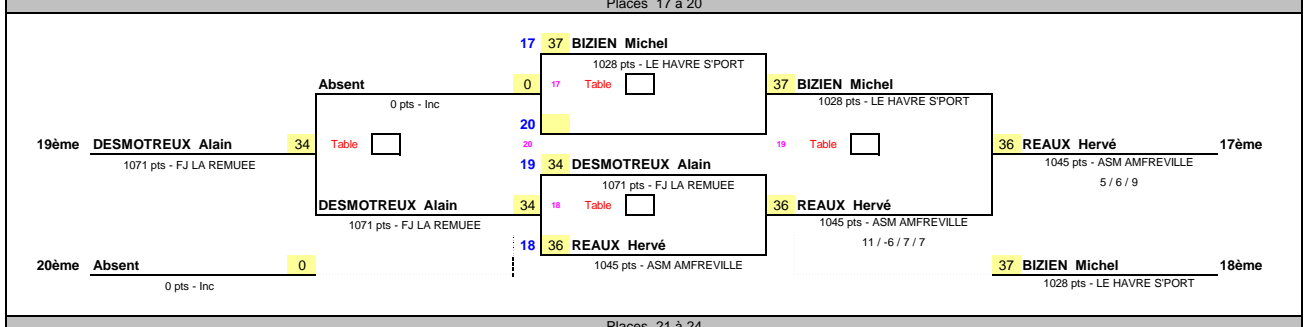 Places 17 à 20
17 37 BIZIEN Michel
1028 pts - LE HAVRE S'PORT
Absent 0 17 Table 37 BIZIEN Michel
0 pts - Inc 1028 pts - LE HAVRE S'PORT
20
19ème DESMOTREUX Alain 34 Table 20 19 Table 36 REAUX Hervé 17ème
1071 pts - FJ LA REMUEE 19 34 DESMOTREUX Alain 1045 pts - ASM AMFREVILLE
1071 pts - FJ LA REMUEE 5 / 6 / 9
DESMOTREUX Alain 34 18 Table 36 REAUX Hervé
1071 pts - FJ LA REMUEE 1045 pts - ASM AMFREVILLE
18 36 REAUX Hervé 11 / -6 / 7 / 7
20ème Absent 0 1045 pts - ASM AMFREVILLE 37 BIZIEN Michel 18ème
0 pts - Inc 1028 pts - LE HAVRE S'PORT
Places 21 à 24